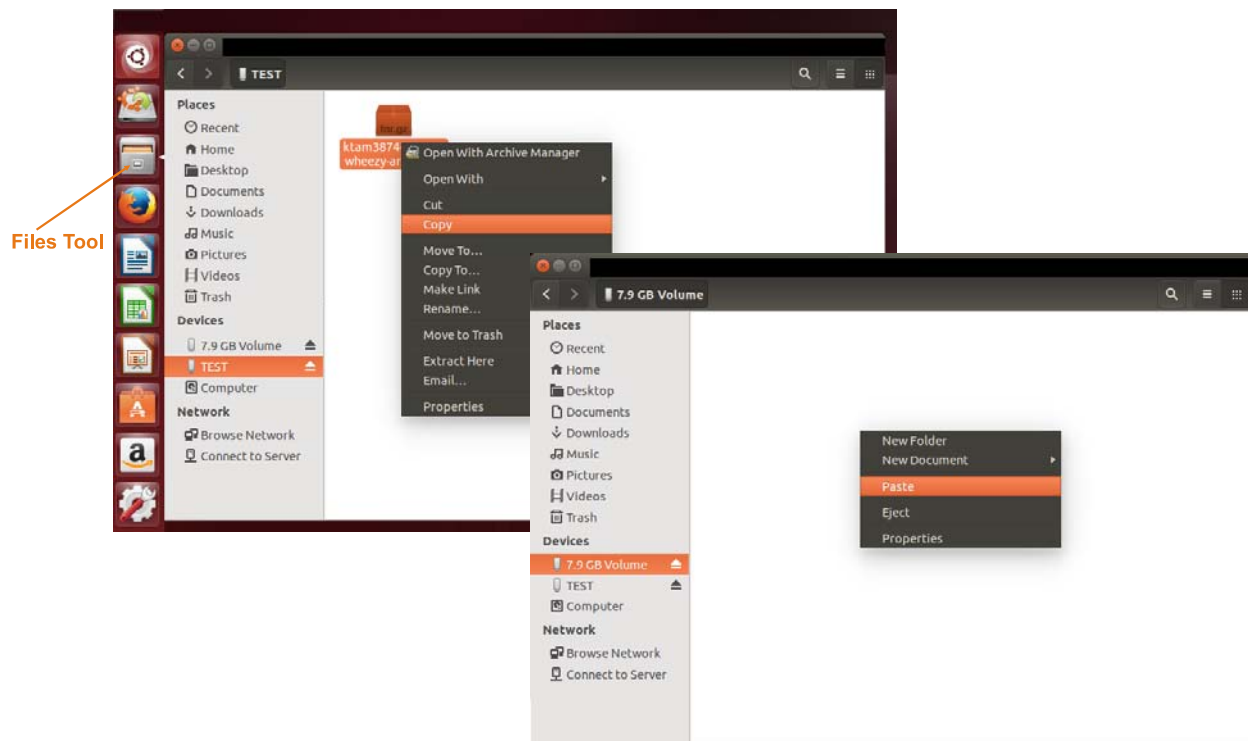 TEST
Places
Recent
Home
Desktop
Documents
Downloads
Music
Pictures
Videos
Trash
Devices
7.9 GB Volume
TEST
Computer
Network
Browse Network
Connect to Server
Files Tool
tar.gz
ktam3874-
wheezy-ar
Open With Archive Manager
Open With
Cut
Copy
Move To...
Copy To...
Make Link
Rename...
Move to Trash
Extract Here
Email...
Properties
7.9 GB Volume
Places
Recent
Home
Desktop
Documents
Downloads
Music
Pictures
Videos
Trash
Devices
7.9 GB Volume
TEST
Computer
Network
Browse Network
Connect to Server
New Folder
New Document
Paste
Eject
Properties